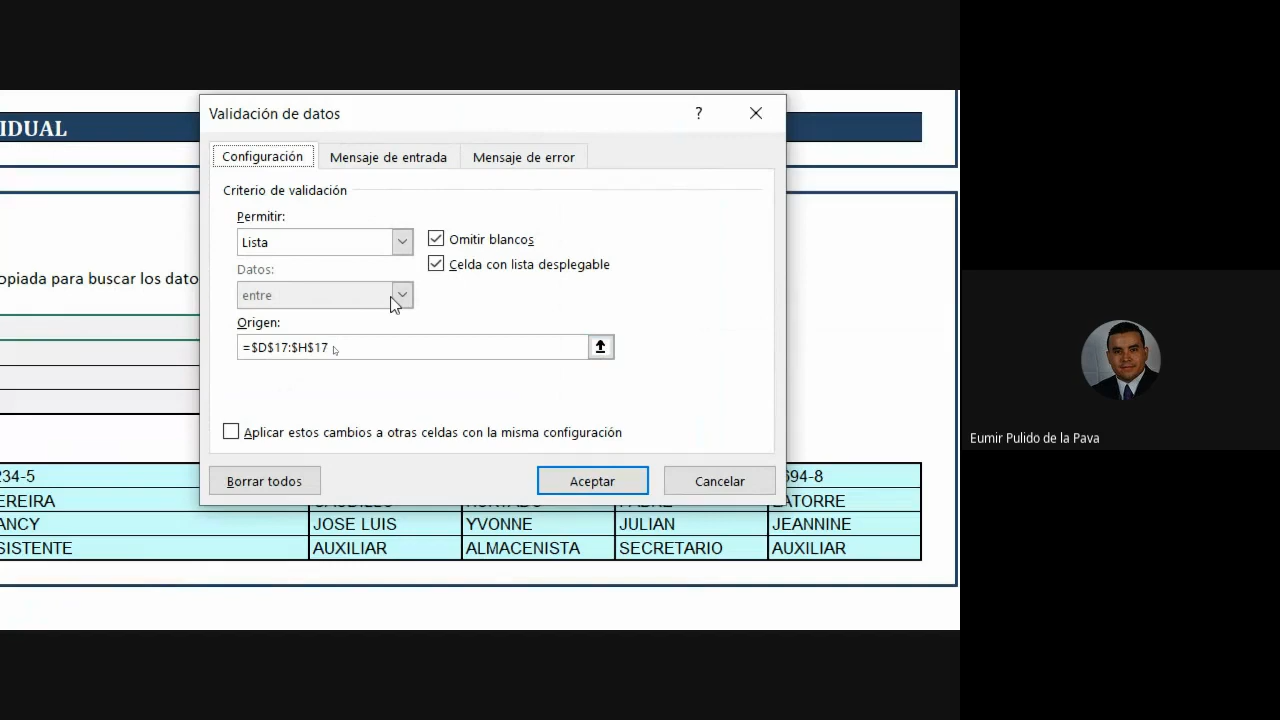 IDUAL
Validación de datos
?
Configuración
Mensaje de entrada
Mensaje de error
Criterio de validación
Permitir:
Lista
Omitir blancos
Datos:
Celda con lista desplegable
entre
Origen:
=$D$17:$H$17
Aplicar estos cambios a otras celdas con la misma configuración
Borrar todos
Aceptar
Cancelar
opiada para buscar los dato
234-5 694-8
EREIRA LATORRE
ANCY JOSE LUIS YVONNE JULIAN JEANNINE
SISTENTE AUXILIAR ALMACENISTA SECRETARIO AUXILIAR
Eumir Pulido de la Pava